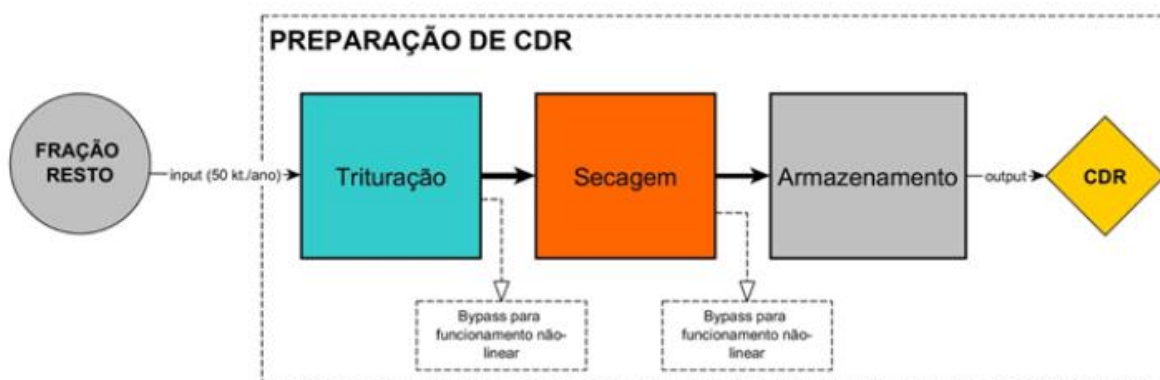 PREPARAÇÃO DE CDR
FRAÇÃO
RESTO
input (50 kt./ano)
Trituração
Secagem
Armazenamento
output
CDR
Bypass para
funcionamento não-
linear
Bypass para
funcionamento não-
linear